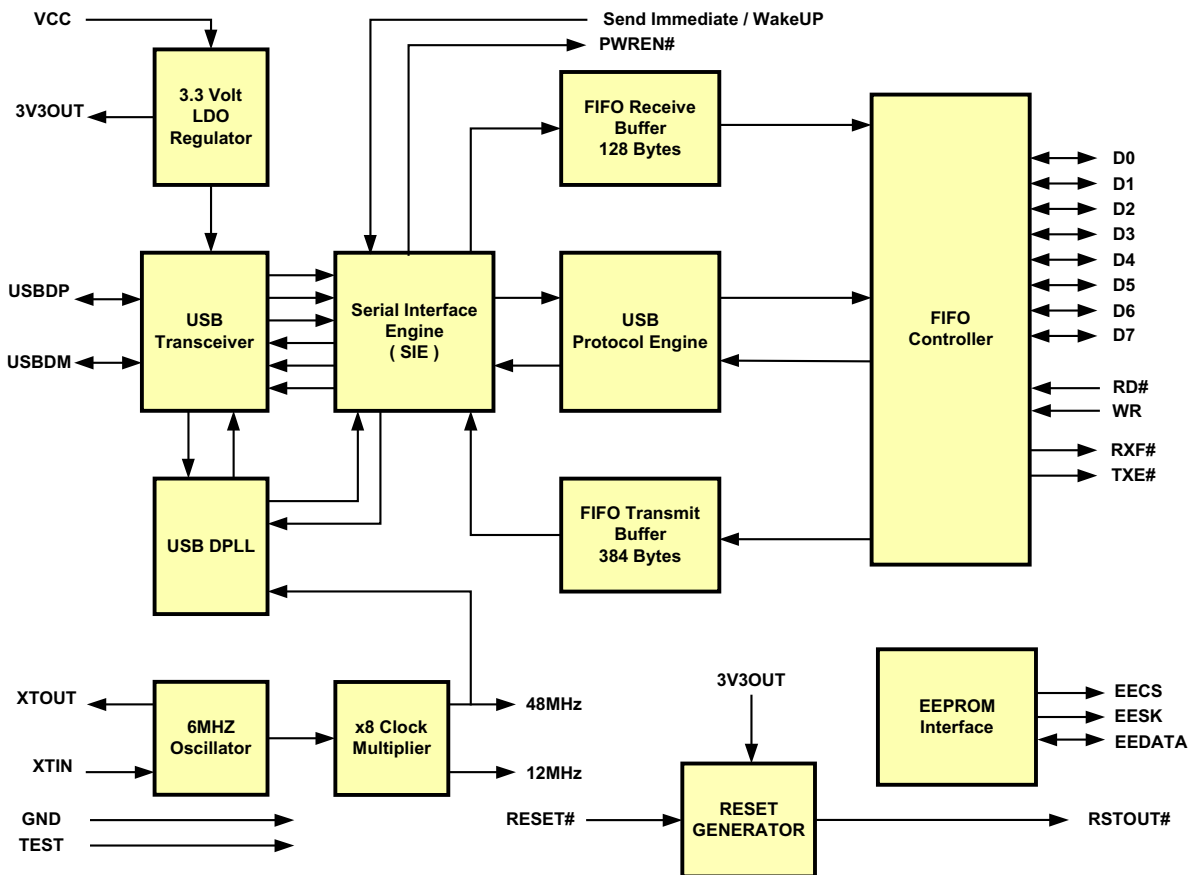 VCC
Send Immediate / WakeUP
PWREN#
3V3OUT
3.3 Volt
LDO
Regulator
FIFO Receive
Buffer
128 Bytes
D0
D1
D2
D3
D4
D5
D6
D7
USBDP
USBDM
USB
Transceiver
Serial Interface
Engine
( SIE )
USB
Protocol Engine
FIFO
Controller
RD#
WR
RXF#
TXE#
USB DPLL
FIFO Transmit
Buffer
384 Bytes
XTOUT
XTIN
6MHZ
Oscillator
x8 Clock
Multiplier
48MHz
12MHz
3V3OUT
EEPROM
Interface
EECS
EESK
EEDATA
GND
TEST
RESET#
RESET
GENERATOR
RSTOUT#